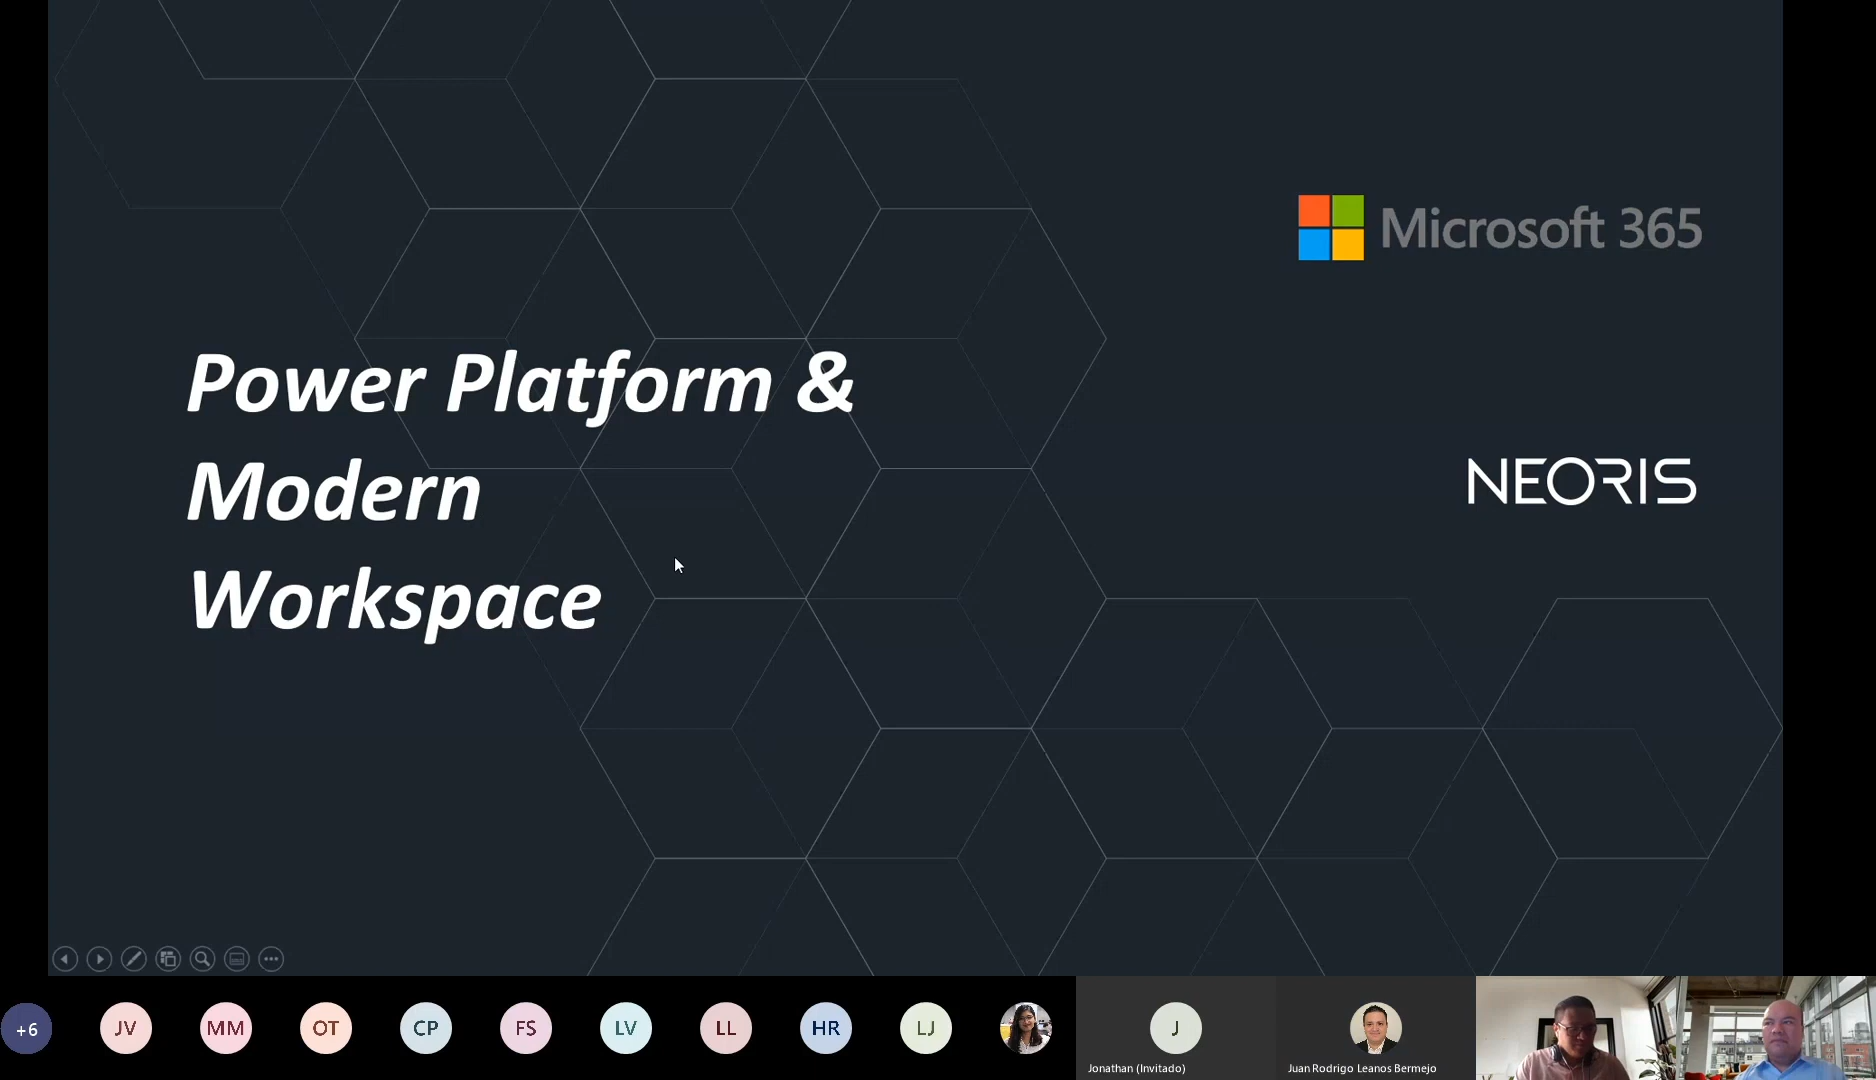 Microsoft 365
Power Platform &
Modern
Workspace
NEORIS
+6
JV
MM
OT
CP
FS
LV
LL
HR
LJ
J
Jonathan (Invitado)
Juan Rodrigo Leanos Bermejo